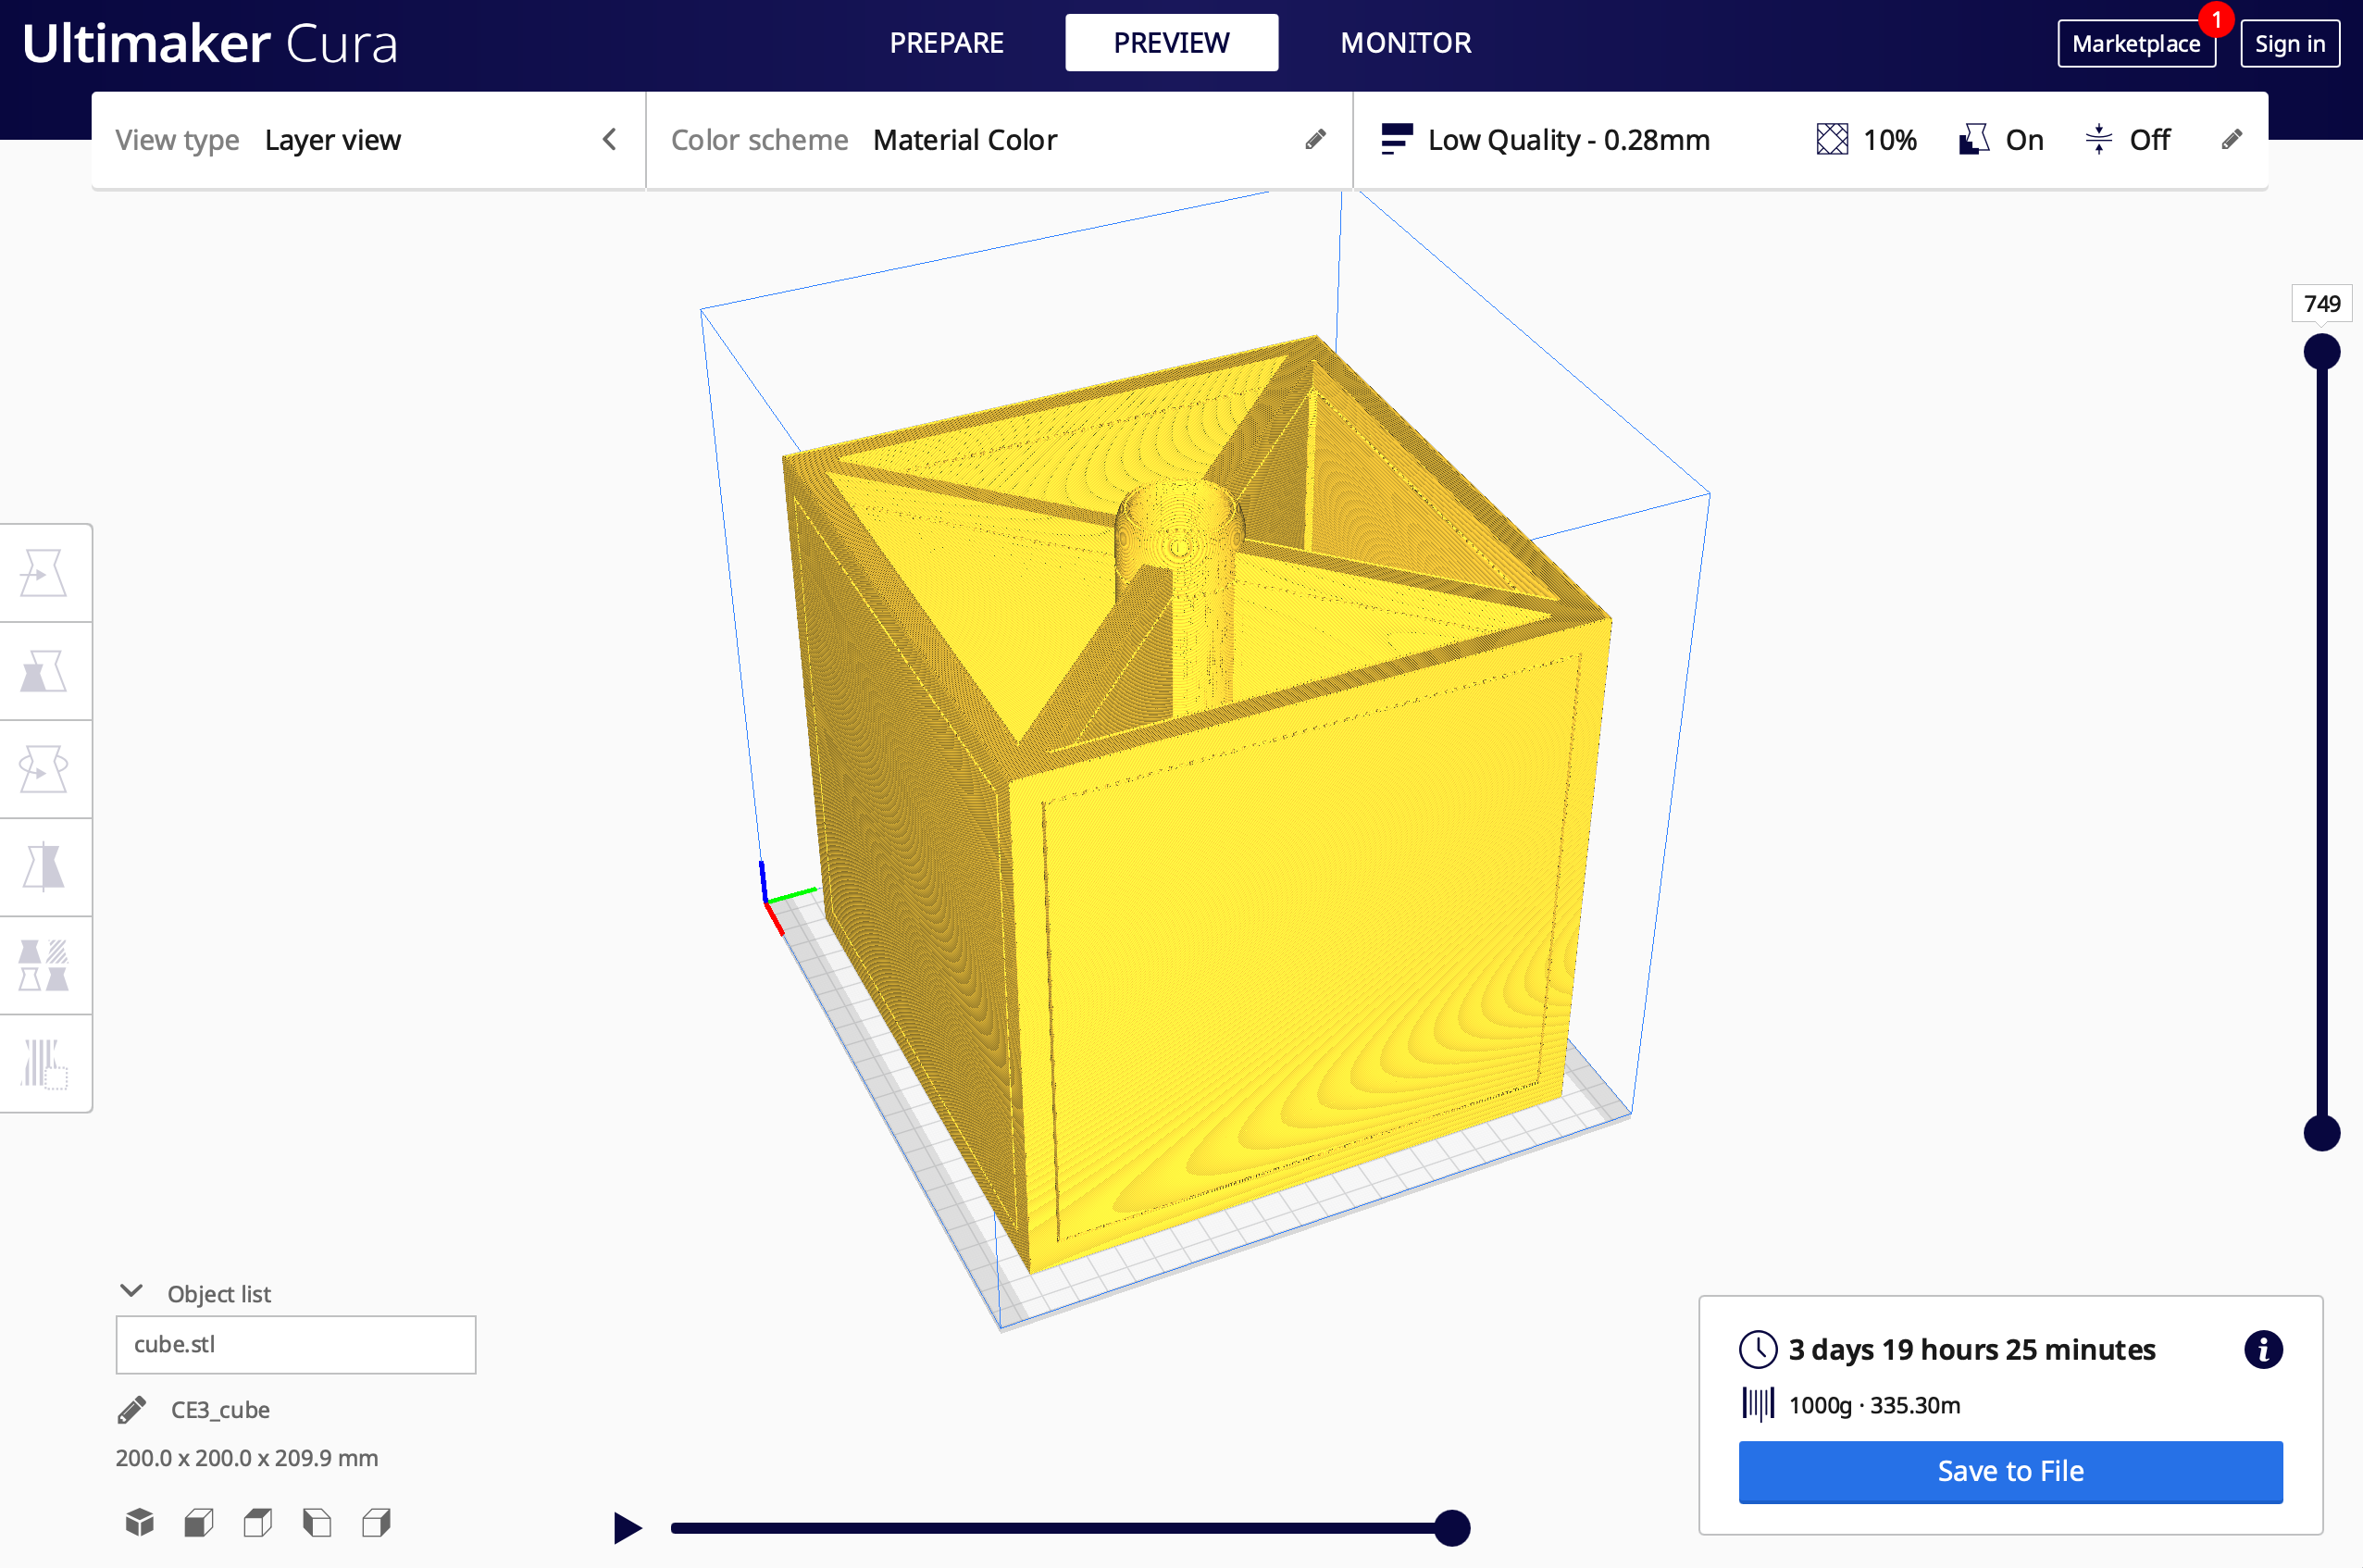 Ultimaker Cura
PREPARE
PREVIEW
MONITOR
Marketplace
1
Sign in
View type Layer view
Color scheme Material Color
Low Quality - 0.28mm
10%
On
Off
749
Object list
cube.stl
CE3_cube
200.0 x 200.0 x 209.9 mm
3 days 19 hours 25 minutes
1000g · 335.30m
Save to File